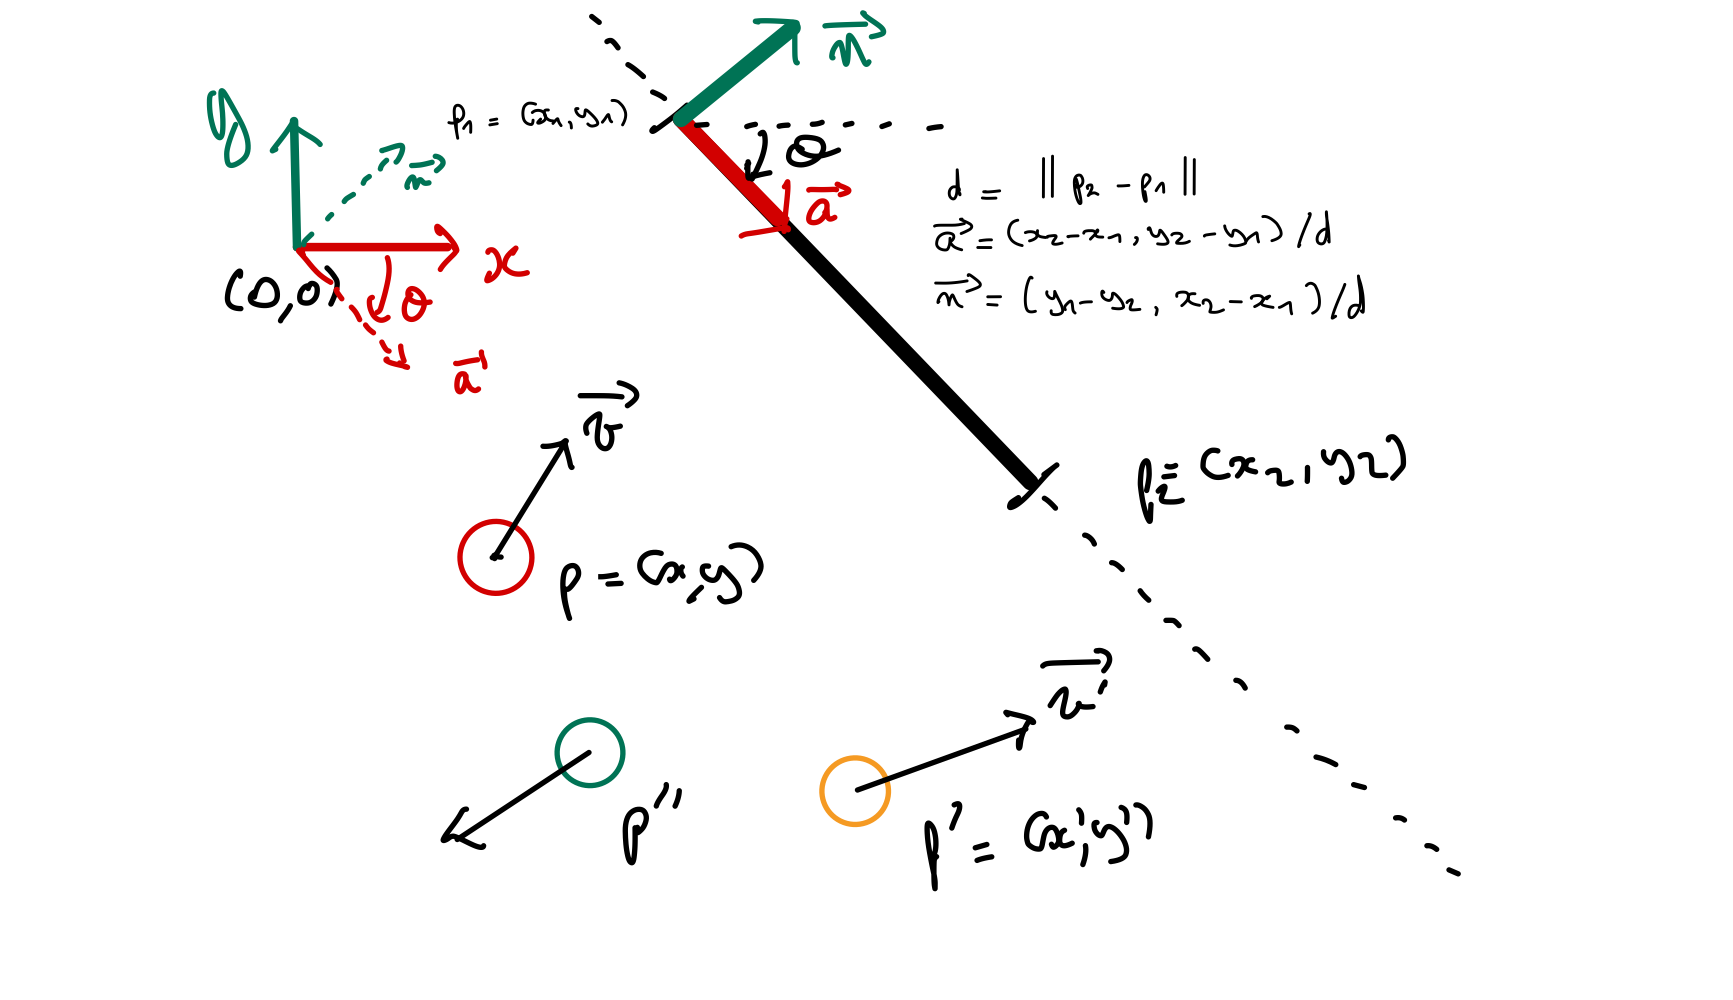 n⃗
y
p₁ = (x₁, y₁)
n⃗
θ
a⃗
d = || p₂ - p₁ ||
a⃗ = (x₂-x₁, y₂-y₁) / d
n⃗ = (y₁-y₂, x₂-x₁) / d
x
(0,0)
θ
a⃗
v⃗
p₂ = (x₂, y₂)
p = (x, y)
v⃗'
p''
p' = (x', y')